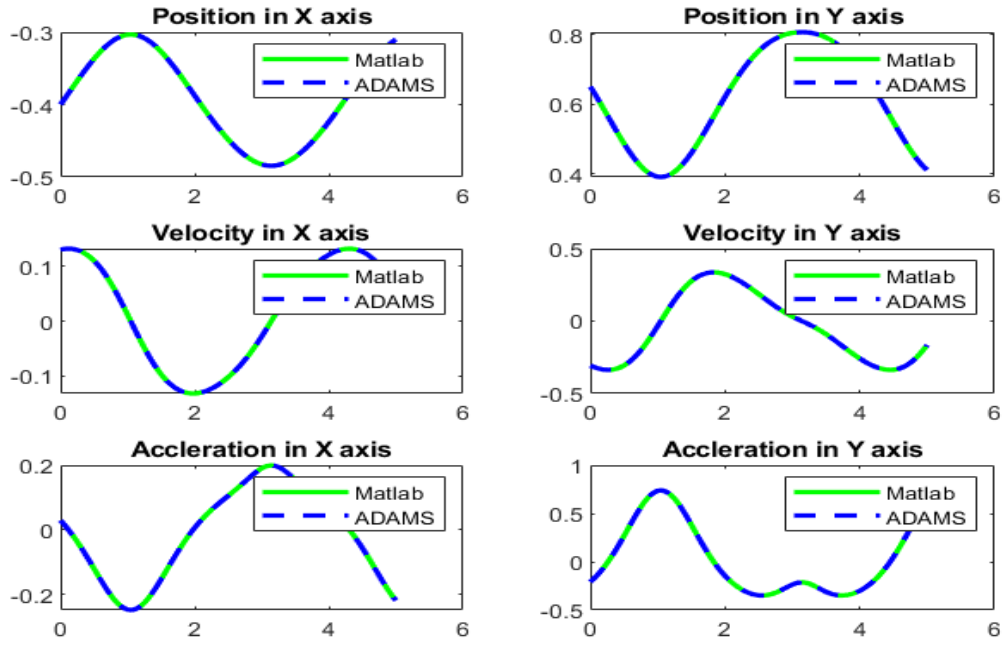 Position in X axis
-0.3
-0.4
-0.5
0 2 4 6
Matlab
ADAMS
Position in Y axis
0.8
0.6
0.4
0 2 4 6
Matlab
ADAMS
Velocity in X axis
0.1
0
-0.1
0 2 4 6
Matlab
ADAMS
Velocity in Y axis
0.5
0
-0.5
0 2 4 6
Matlab
ADAMS
Accleration in X axis
0.2
0
-0.2
0 2 4 6
Matlab
ADAMS
Accleration in Y axis
1
0.5
0
-0.5
0 2 4 6
Matlab
ADAMS